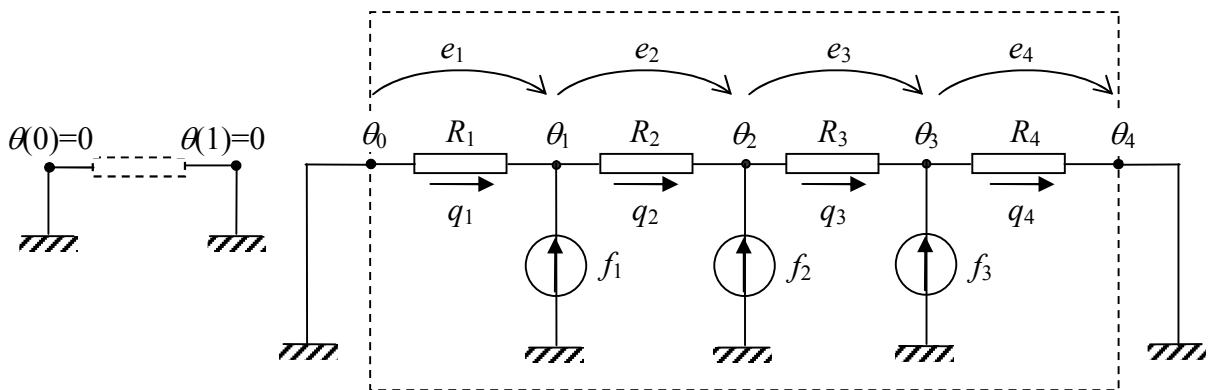 e₁ e₂ e₃ e₄
θ(0)=0 θ(1)=0 θ₀ R₁ θ₁ R₂ θ₂ R₃ θ₃ R₄ θ₄
q₁ q₂ q₃ q₄
f₁ f₂ f₃